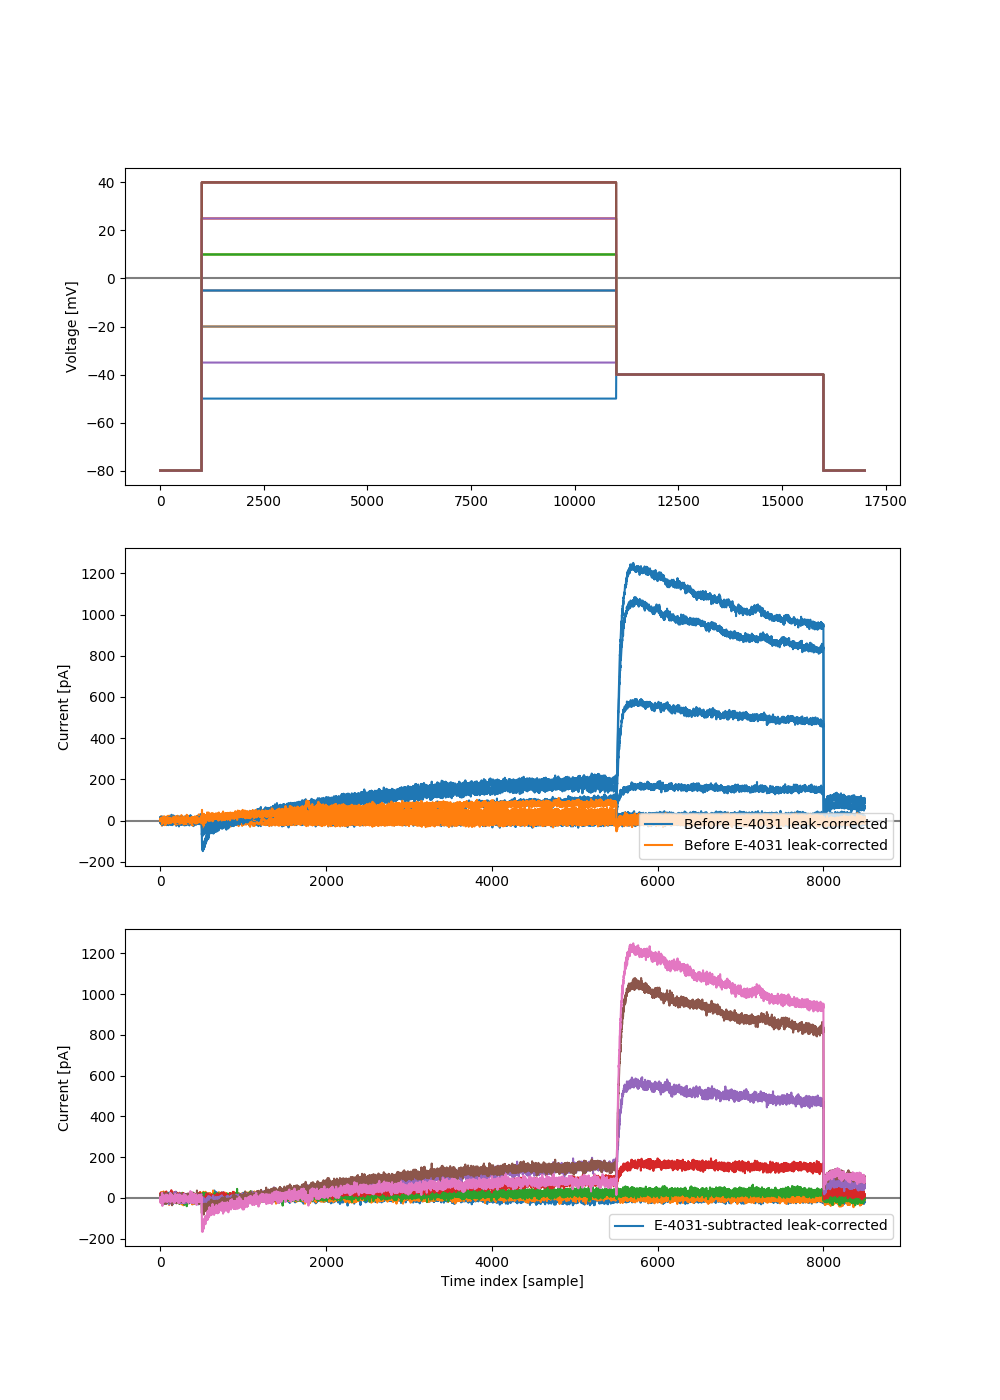 Voltage [mV]
40
20
0
−20
−40
−60
−80
0 2500 5000 7500 10000 12500 15000 17500
Current [pA]
1200
1000
800
600
400
200
0
−200
Before E-4031 leak-corrected
Before E-4031 leak-corrected
0 2000 4000 6000 8000
Current [pA]
1200
1000
800
600
400
200
0
−200
E-4031-subtracted leak-corrected
0 2000 4000 6000 8000
Time index [sample]